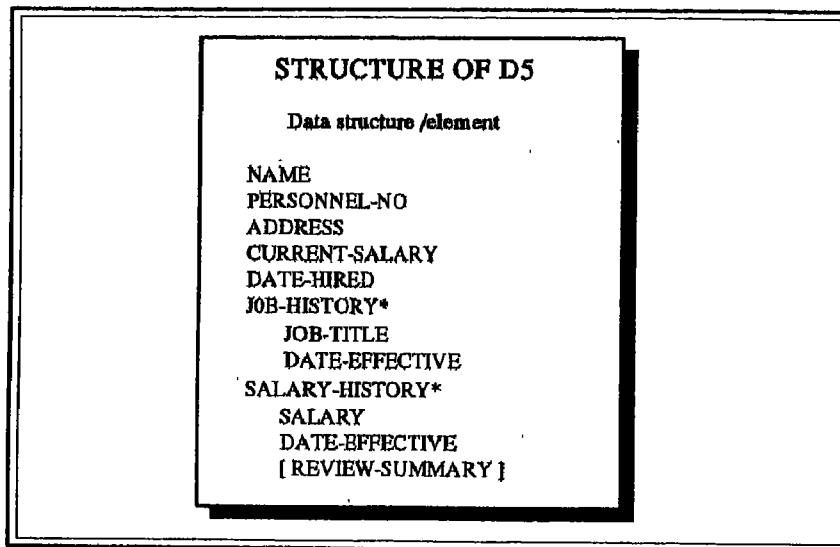 STRUCTURE OF D5
Data structure /element
NAME
PERSONNEL-NO
ADDRESS
CURRENT-SALARY
DATE-HIRED
JOB-HISTORY*
JOB-TITLE
DATE-EFFECTIVE
SALARY-HISTORY*
SALARY
DATE-EFFECTIVE
[ REVIEW-SUMMARY ]